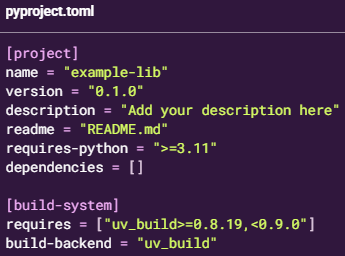 pyproject.toml
[project]
name = "example-lib"
version = "0.1.0"
description = "Add your description here"
readme = "README.md"
requires-python = ">=3.11"
dependencies = []
[build-system]
requires = ["uv_build>=0.8.19,<0.9.0"]
build-backend = "uv_build"